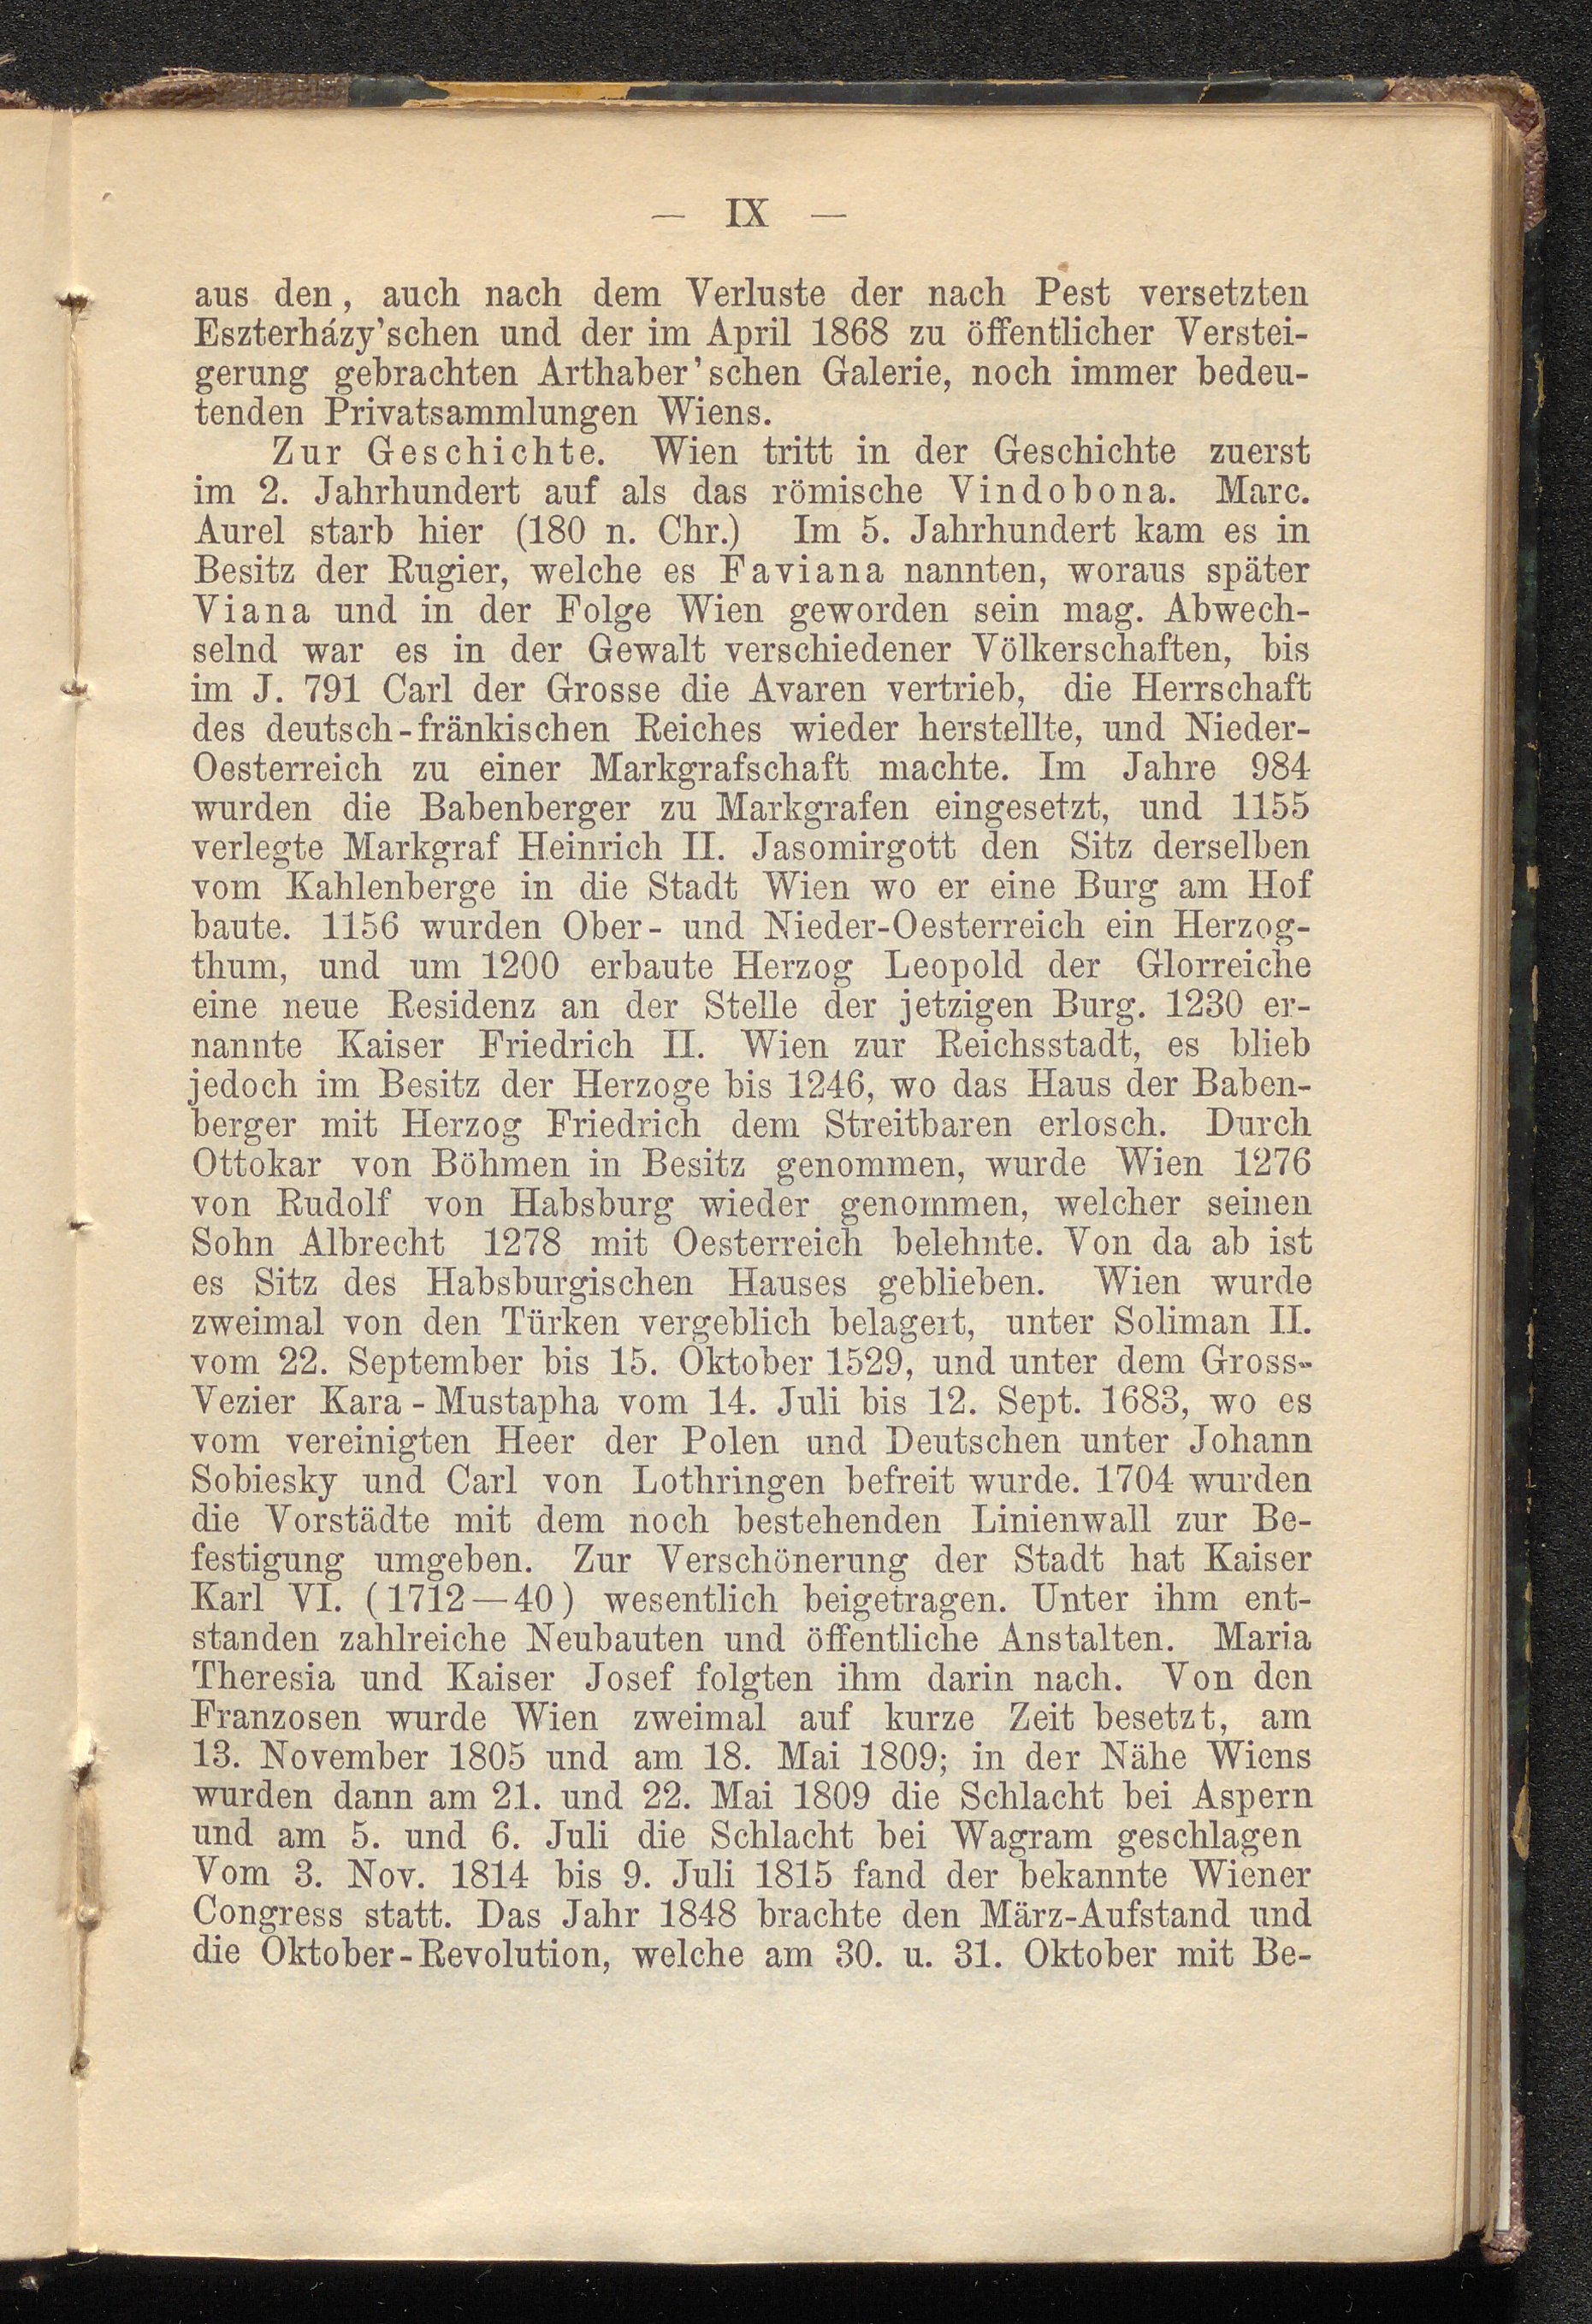 — IX —
aus den, auch nach dem Verluste der nach Pest versetzten
Eszterházy'schen und der im April 1868 zu öffentlicher Verstei-
gerung gebrachten Arthaber'schen Galerie, noch immer bedeu-
tenden Privatsammlungen Wiens.
Zur Geschichte. Wien tritt in der Geschichte zuerst
im 2. Jahrhundert auf als das römische Vindobona. Marc.
Aurel starb hier (180 n. Chr.) Im 5. Jahrhundert kam es in
Besitz der Rugier, welche es Faviana nannten, woraus später
Viana und in der Folge Wien geworden sein mag. Abwech-
selnd war es in der Gewalt verschiedener Völkerschaften, bis
im J. 791 Carl der Grosse die Avaren vertrieb, die Herrschaft
des deutsch-fränkischen Reiches wieder herstellte, und Nieder-
Oesterreich zu einer Markgrafschaft machte. Im Jahre 984
wurden die Babenberger zu Markgrafen eingesetzt, und 1155
verlegte Markgraf Heinrich II. Jasomirgott den Sitz derselben
vom Kahlenberge in die Stadt Wien wo er eine Burg am Hof
baute. 1156 wurden Ober- und Nieder-Oesterreich ein Herzog-
thum, und um 1200 erbaute Herzog Leopold der Glorreiche
eine neue Residenz an der Stelle der jetzigen Burg. 1230 er-
nannte Kaiser Friedrich II. Wien zur Reichsstadt, es blieb
jedoch im Besitz der Herzoge bis 1246, wo das Haus der Baben-
berger mit Herzog Friedrich dem Streitbaren erlosch. Durch
Ottokar von Böhmen in Besitz genommen, wurde Wien 1276
von Rudolf von Habsburg wieder genommen, welcher seinen
Sohn Albrecht 1278 mit Oesterreich belehnte. Von da ab ist
es Sitz des Habsburgischen Hauses geblieben. Wien wurde
zweimal von den Türken vergeblich belagert, unter Soliman II.
vom 22. September bis 15. Oktober 1529, und unter dem Gross-
Vezier Kara-Mustapha vom 14. Juli bis 12. Sept. 1683, wo es
vom vereinigten Heer der Polen und Deutschen unter Johann
Sobiesky und Carl von Lothringen befreit wurde. 1704 wurden
die Vorstädte mit dem noch bestehenden Linienwall zur Be-
festigung umgeben. Zur Verschönerung der Stadt hat Kaiser
Karl VI. (1712—40) wesentlich beigetragen. Unter ihm ent-
standen zahlreiche Neubauten und öffentliche Anstalten. Maria
Theresia und Kaiser Josef folgten ihm darin nach. Von den
Franzosen wurde Wien zweimal auf kurze Zeit besetzt, am
13. November 1805 und am 18. Mai 1809; in der Nähe Wiens
wurden dann am 21. und 22. Mai 1809 die Schlacht bei Aspern
und am 5. und 6. Juli die Schlacht bei Wagram geschlagen
Vom 3. Nov. 1814 bis 9. Juli 1815 fand der bekannte Wiener
Congress statt. Das Jahr 1848 brachte den März-Aufstand und
die Oktober-Revolution, welche am 30. u. 31. Oktober mit Be-